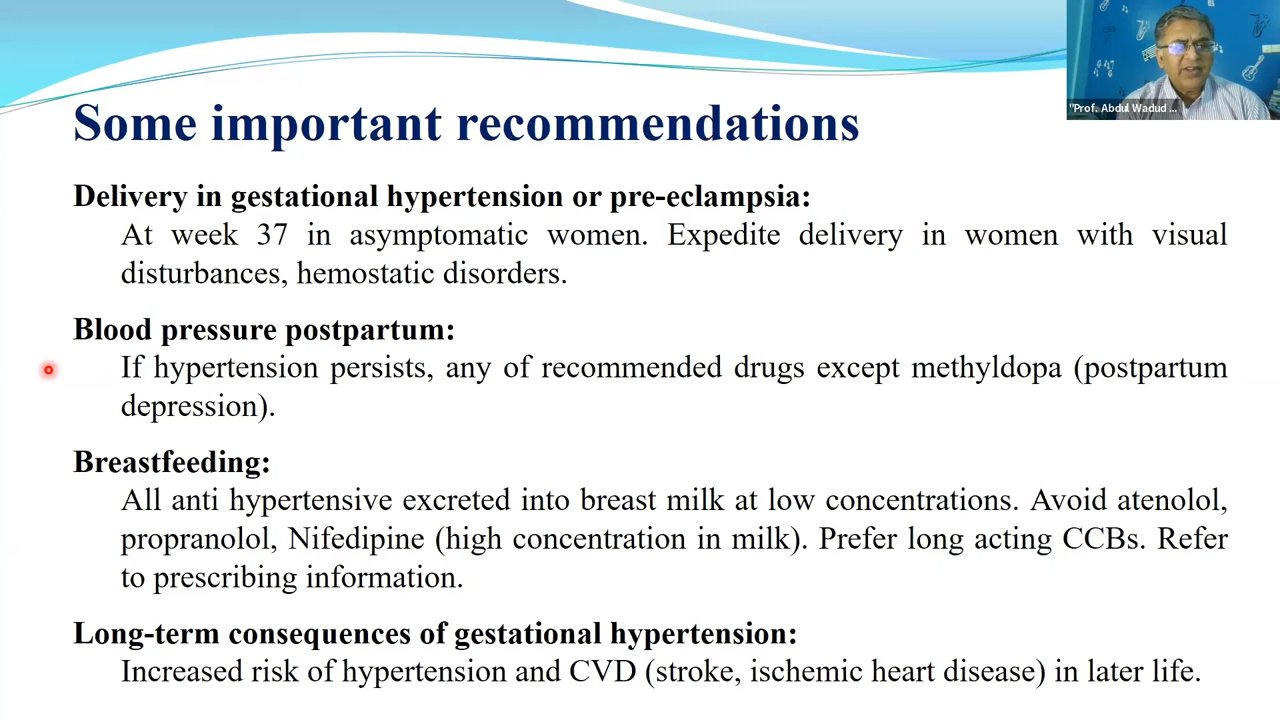 "Prof. Abdul Wadud ...
Some important recommendations
Delivery in gestational hypertension or pre-eclampsia:
At week 37 in asymptomatic women. Expedite delivery in women with visual
disturbances, hemostatic disorders.
Blood pressure postpartum:
If hypertension persists, any of recommended drugs except methyldopa (postpartum
depression).
Breastfeeding:
All anti hypertensive excreted into breast milk at low concentrations. Avoid atenolol,
propranolol, Nifedipine (high concentration in milk). Prefer long acting CCBs. Refer
to prescribing information.
Long-term consequences of gestational hypertension:
Increased risk of hypertension and CVD (stroke, ischemic heart disease) in later life.